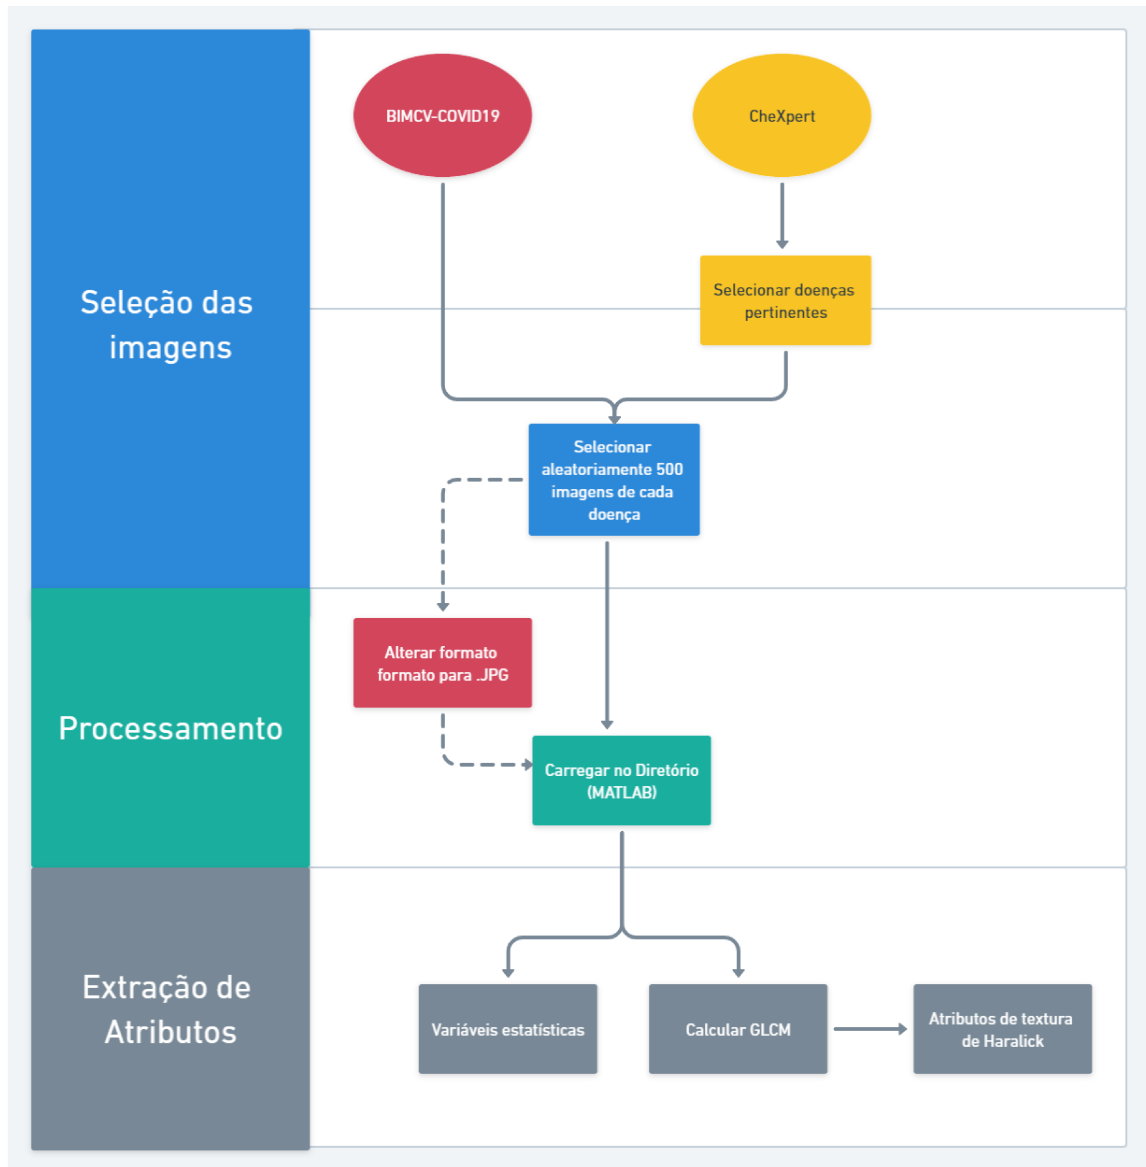 BIMCV-COVID19
CheXpert
Seleção das
imagens
Selecionar doenças
pertinentes
Selecionar
aleatoriamente 500
imagens de cada
doença
Processamento
Alterar formato
formato para .JPG
Carregar no Diretório
(MATLAB)
Extração de
Atributos
Variáveis estatísticas
Calcular GLCM
Atributos de textura
de Haralick